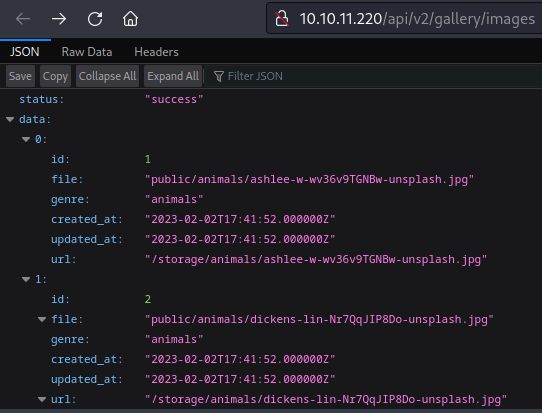 10.10.11.220/api/v2/gallery/images
JSON Raw Data Headers
Save Copy Collapse All Expand All Filter JSON
status: "success"
data:
0:
id: 1
file: "public/animals/ashlee-w-wv36v9TGNBw-unsplash.jpg"
genre: "animals"
created_at: "2023-02-02T17:41:52.000000Z"
updated_at: "2023-02-02T17:41:52.000000Z"
url: "/storage/animals/ashlee-w-wv36v9TGNBw-unsplash.jpg"
1:
id: 2
file: "public/animals/dickens-lin-Nr7QqJIP8Do-unsplash.jpg"
genre: "animals"
created_at: "2023-02-02T17:41:52.000000Z"
updated_at: "2023-02-02T17:41:52.000000Z"
url: "/storage/animals/dickens-lin-Nr7QqJIP8Do-unsplash.jpg"